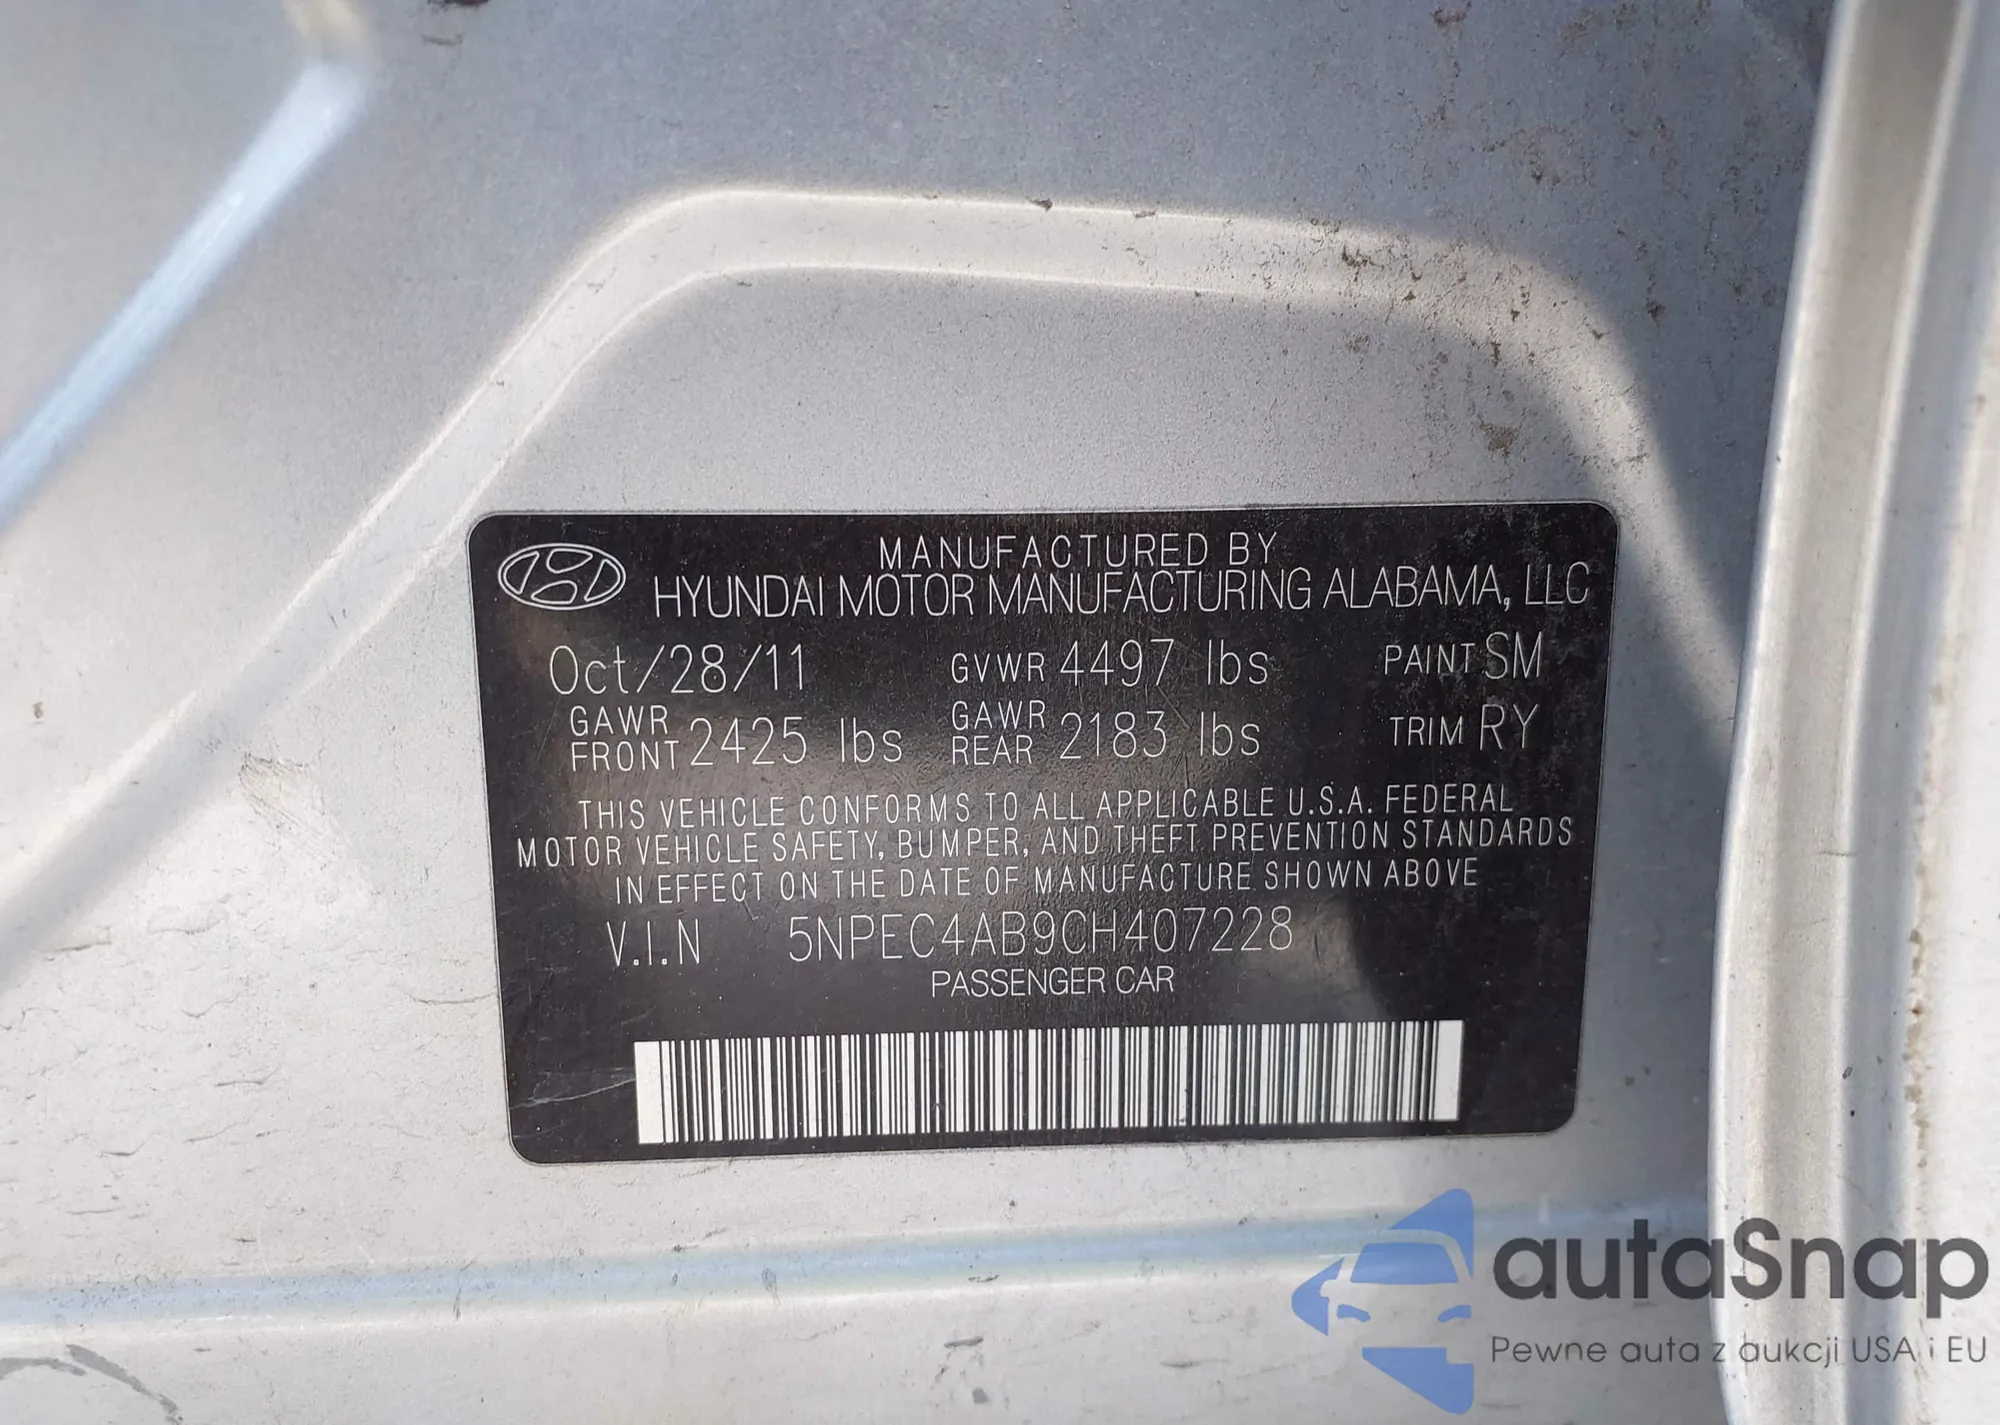 MANUFACTURED BY
HYUNDAI MOTOR MANUFACTURING ALABAMA, LLC
Oct/28/11 GVWR 4497 lbs PAINT SM
GAWR FRONT 2425 lbs GAWR REAR 2183 lbs TRIM RY
THIS VEHICLE CONFORMS TO ALL APPLICABLE U.S.A. FEDERAL
MOTOR VEHICLE SAFETY, BUMPER, AND THEFT PREVENTION STANDARDS
IN EFFECT ON THE DATE OF MANUFACTURE SHOWN ABOVE
V.I.N 5NPEC4AB9CH407228
PASSENGER CAR
autaSnap
Pewne auta z aukcji USA i EU